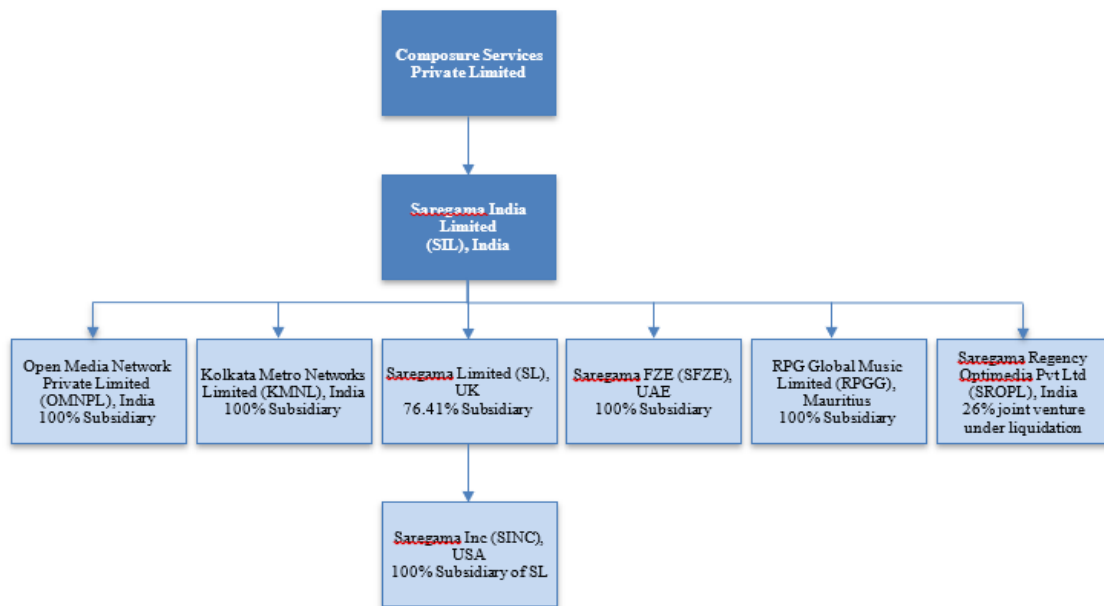 Composure Services
Private Limited
Saregama India
Limited
(SIL), India
Open Media Network
Private Limited
(OMNPL), India
100% Subsidiary
Kolkata Metro Networks
Limited (KMNL), India
100% Subsidiary
Saregama Limited (SL),
UK
76.41% Subsidiary
Saregama FZE (SFZE),
UAE
100% Subsidiary
RPG Global Music
Limited (RPGG),
Mauritius
100% Subsidiary
Saregama Regency
Optimedia Pvt Ltd
(SROPL), India
26% joint venture
under liquidation
Saregama Inc (SINC),
USA
100% Subsidiary of SL